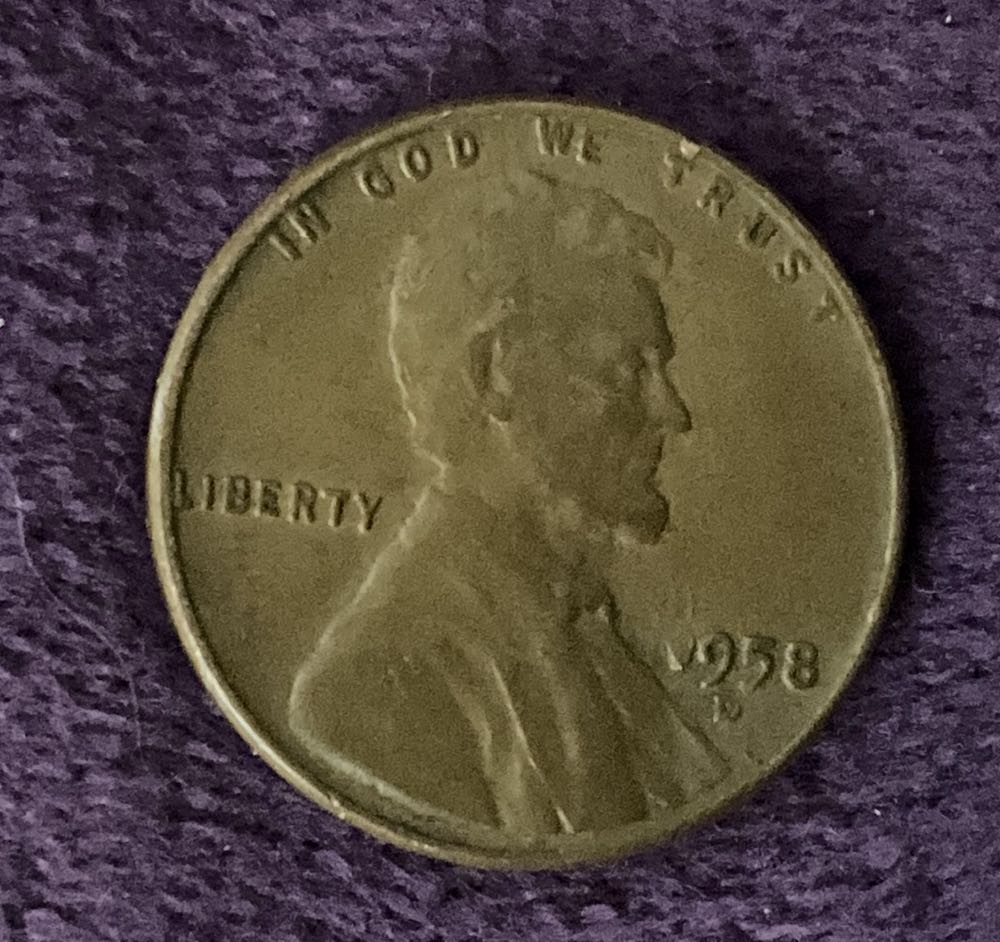 IN GOD WE TRUST
LIBERTY
1958
D